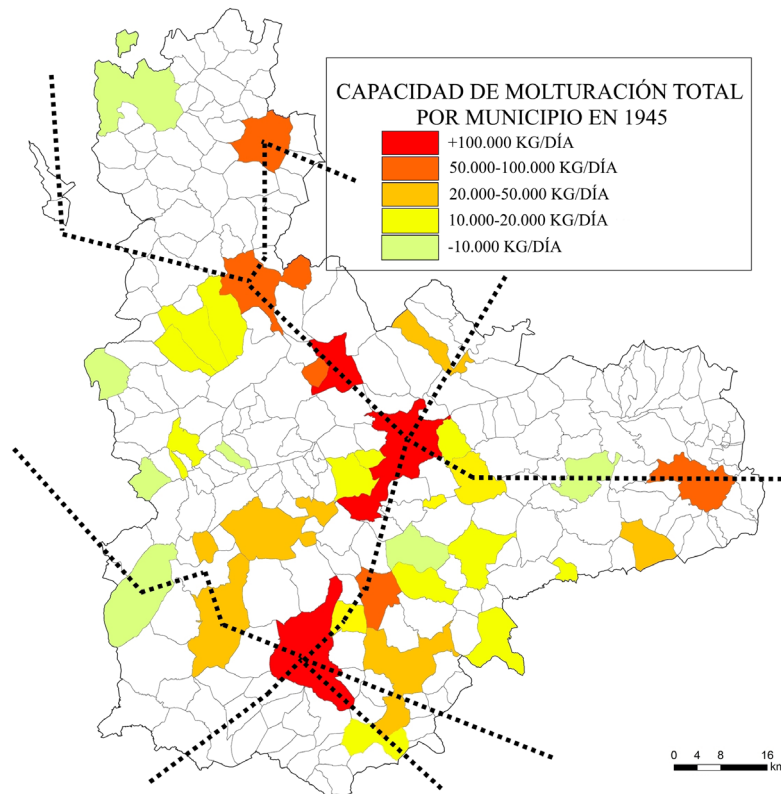 CAPACIDAD DE MOLTURACIÓN TOTAL
POR MUNICIPIO EN 1945
+100.000 KG/DÍA
50.000-100.000 KG/DÍA
20.000-50.000 KG/DÍA
10.000-20.000 KG/DÍA
-10.000 KG/DÍA
0 4 8 16
km